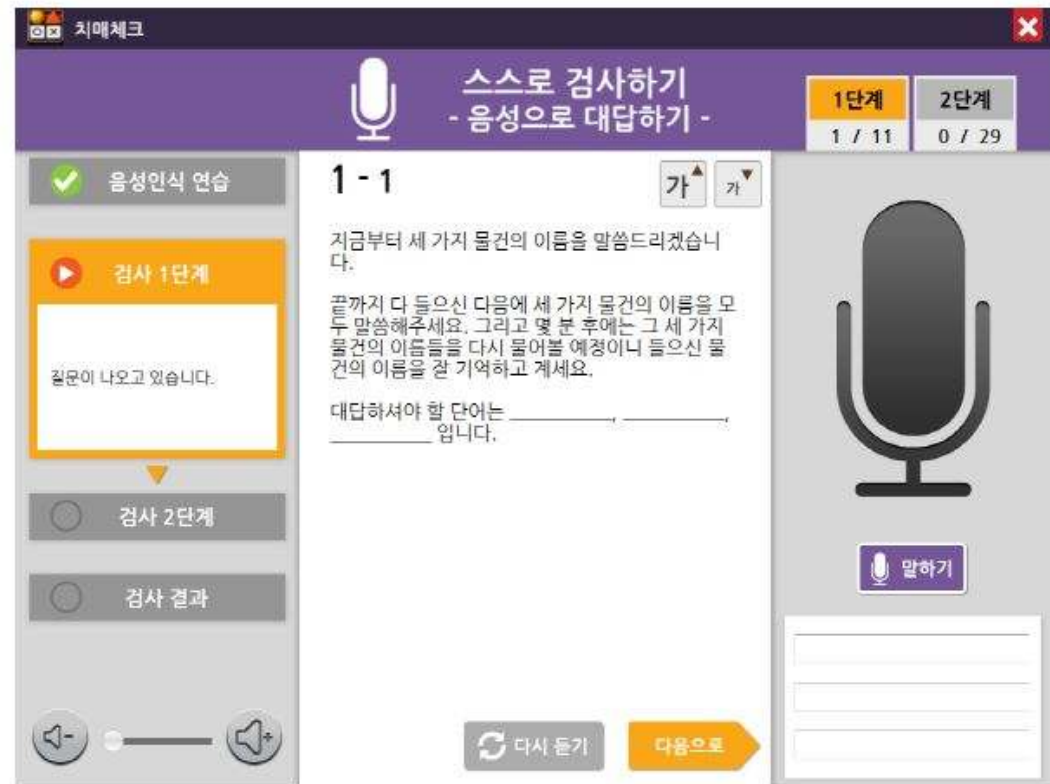 치매체크
스스로 검사하기
- 음성으로 대답하기 -
1단계
2단계
1 / 11
0 / 29
음성인식 연습
검사 1단계
질문이 나오고 있습니다.
검사 2단계
검사 결과
1 - 1
가
가
지금부터 세 가지 물건의 이름을 말씀드리겠습니
다.
끝까지 다 들으신 다음에 세 가지 물건의 이름을 모
두 말씀해주세요. 그리고 몇 분 후에는 그 세 가지
물건의 이름들을 다시 물어볼 예정이니 들으신 물
건의 이름을 잘 기억하고 계세요.
대답하셔야 할 단어는 __________, __________,
__________ 입니다.
다시 듣기
다음으로
말하기